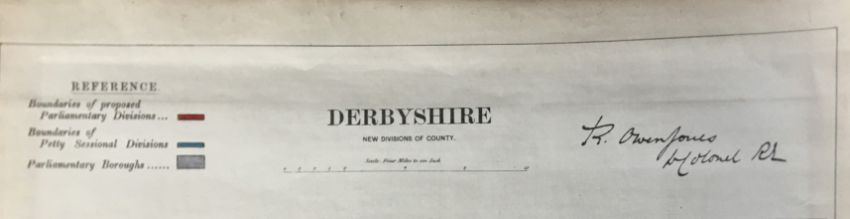 REFERENCE.
Boundaries of proposed
Parliamentary Divisions...
Boundaries of
Petty Sessional Divisions
Parliamentary Boroughs ......
DERBYSHIRE
NEW DIVISIONS OF COUNTY.
Scale: Four Miles to one Inch
R. Owen Jones
Lt Colonel RE